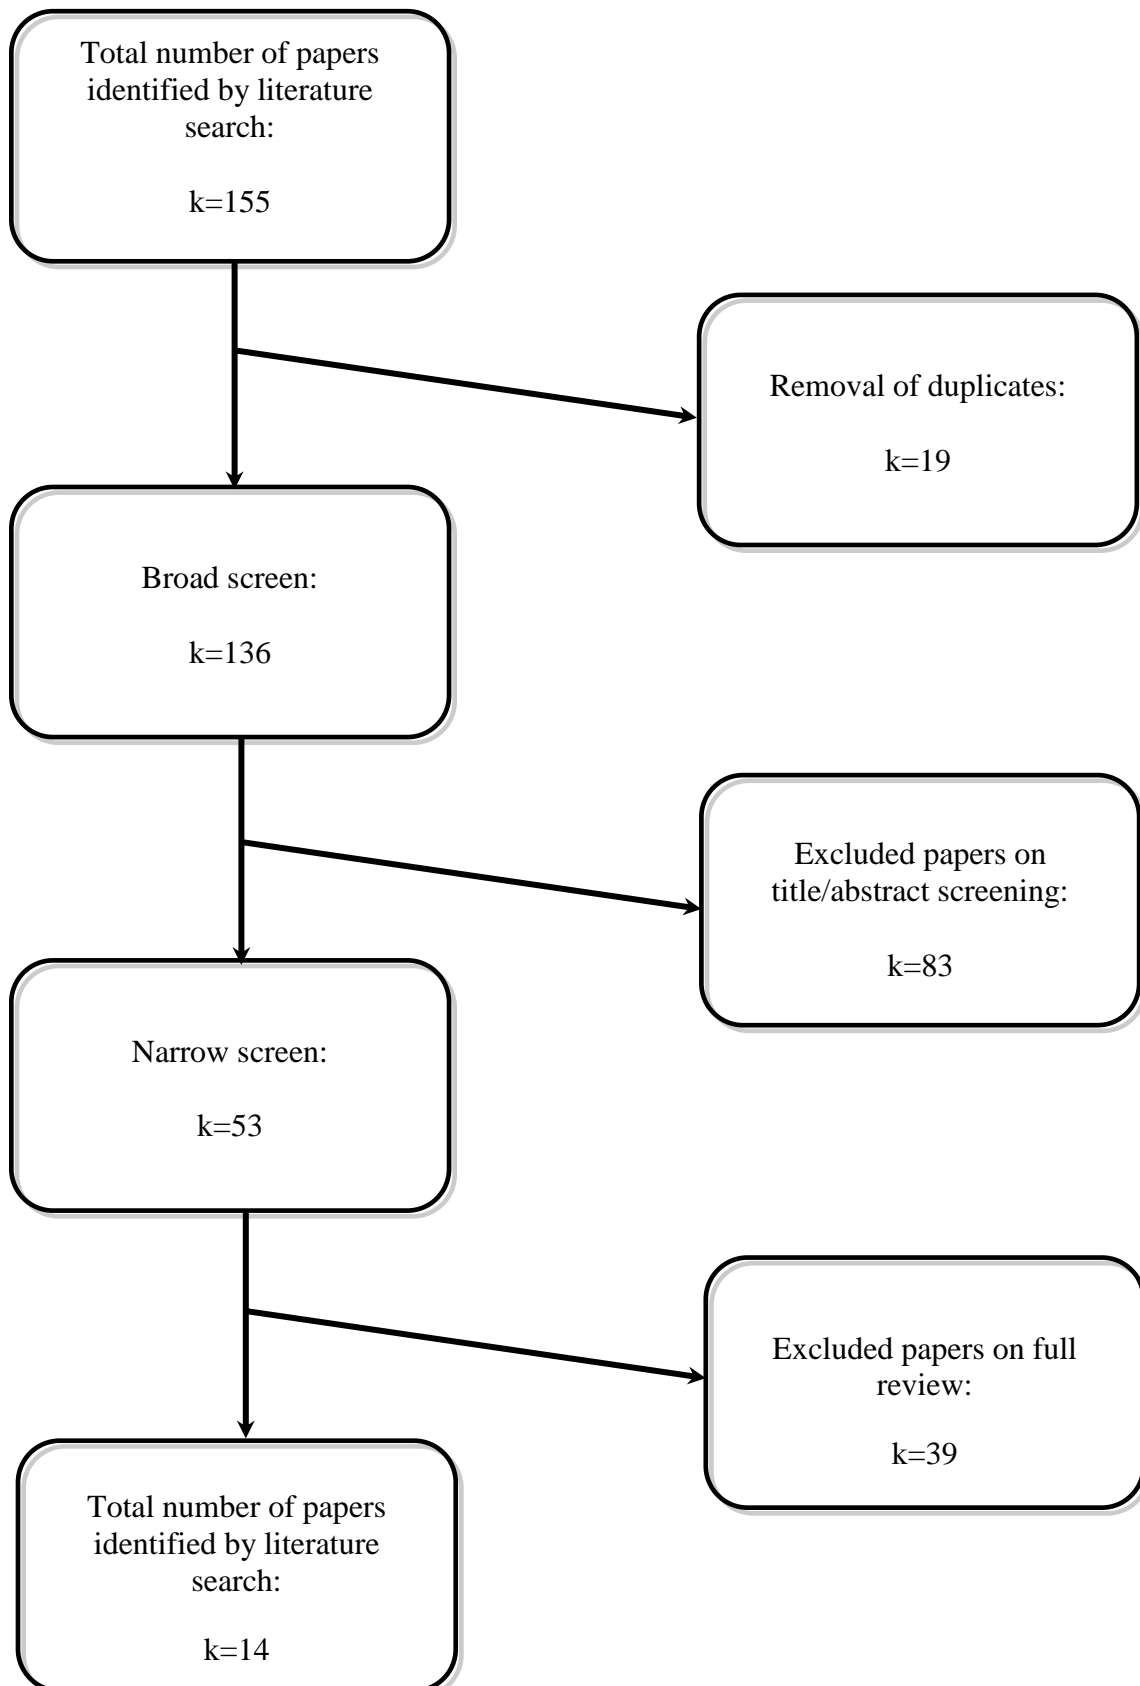 Total number of papers
identified by literature
search:
k=155
Removal of duplicates:
k=19
Broad screen:
k=136
Excluded papers on
title/abstract screening:
k=83
Narrow screen:
k=53
Excluded papers on full
review:
k=39
Total number of papers
identified by literature
search:
k=14